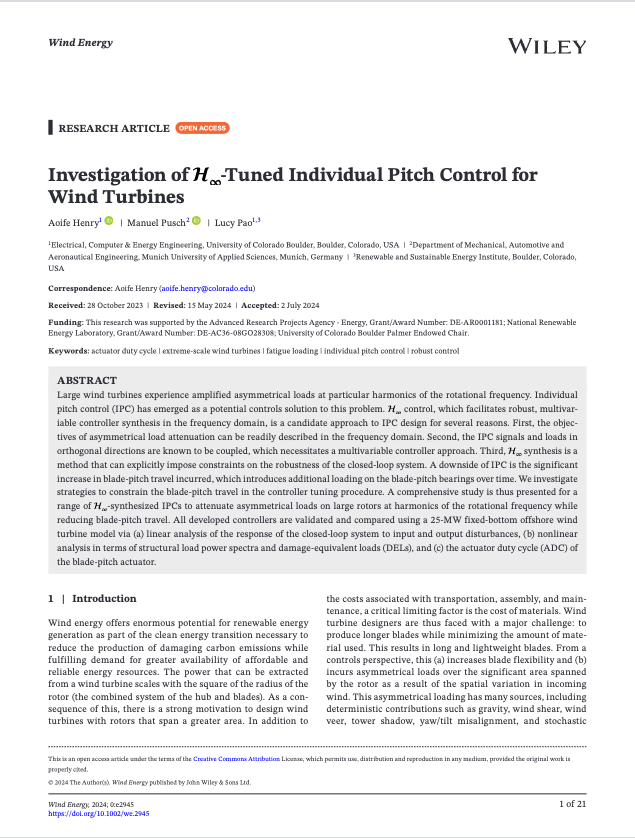 Wind Energy
WILEY
RESEARCH ARTICLE OPEN ACCESS
Investigation of ℋ∞-Tuned Individual Pitch Control for
Wind Turbines
Aoife Henry1 | Manuel Pusch2 | Lucy Pao1,3
1Electrical, Computer & Energy Engineering, University of Colorado Boulder, Boulder, Colorado, USA | 2Department of Mechanical, Automotive and
Aeronautical Engineering, Munich University of Applied Sciences, Munich, Germany | 3Renewable and Sustainable Energy Institute, Boulder, Colorado,
USA
Correspondence: Aoife Henry (aoife.henry@colorado.edu)
Received: 28 October 2023 | Revised: 15 May 2024 | Accepted: 2 July 2024
Funding: This research was supported by the Advanced Research Projects Agency - Energy, Grant/Award Number: DE-AR0001181; National Renewable
Energy Laboratory, Grant/Award Number: DE-AC36-08GO28308; University of Colorado Boulder Palmer Endowed Chair.
Keywords: actuator duty cycle | extreme-scale wind turbines | fatigue loading | individual pitch control | robust control
ABSTRACT
Large wind turbines experience amplified asymmetrical loads at particular harmonics of the rotational frequency. Individual
pitch control (IPC) has emerged as a potential controls solution to this problem. ℋ∞ control, which facilitates robust, multivar-
iable controller synthesis in the frequency domain, is a candidate approach to IPC design for several reasons. First, the objec-
tives of asymmetrical load attenuation can be readily described in the frequency domain. Second, the IPC signals and loads in
orthogonal directions are known to be coupled, which necessitates a multivariable controller approach. Third, ℋ∞ synthesis is a
method that can explicitly impose constraints on the robustness of the closed-loop system. A downside of IPC is the significant
increase in blade-pitch travel incurred, which introduces additional loading on the blade-pitch bearings over time. We investigate
strategies to constrain the blade-pitch travel in the controller tuning procedure. A comprehensive study is thus presented for a
range of ℋ∞-synthesized IPCs to attenuate asymmetric loads on large rotors at harmonics of the rotational frequency while
reducing blade-pitch travel. All developed controllers are validated and compared using a 25-MW fixed-bottom offshore wind
turbine model via (a) linear analysis of the response of the closed-loop system to input and output disturbances, (b) nonlinear
analysis in terms of structural load power spectra and damage-equivalent loads (DELs), and (c) the actuator duty cycle (ADC) of
the blade-pitch actuator.
1 | Introduction
Wind energy offers enormous potential for renewable energy
generation as part of the clean energy transition necessary to
reduce the production of damaging carbon emissions while
fulfilling demand for greater availability of affordable and
reliable energy resources. The power that can be extracted
from a wind turbine scales with the square of the radius of the
rotor (the combined system of the hub and blades). As a con-
sequence of this, there is a strong motivation to design wind
turbines with rotors that span a greater area. In addition to
the costs associated with transportation, assembly, and main-
tenance, a critical limiting factor is the cost of materials. Wind
turbine designers are thus faced with a major challenge: to
produce longer blades while minimizing the amount of mate-
rial used. This results in long and lightweight blades. From a
controls perspective, this (a) increases blade flexibility and (b)
incurs asymmetrical loads over the significant area spanned
by the rotor as a result of the spatial variation in incoming
wind. This asymmetrical loading has many sources, including
deterministic contributions such as gravity, wind shear, wind
veer, tower shadow, yaw/tilt misalignment, and stochastic
This is an open access article under the terms of the Creative Commons Attribution License, which permits use, distribution and reproduction in any medium, provided the original work is
properly cited.
© 2024 The Author(s). Wind Energy published by John Wiley & Sons Ltd.
Wind Energy, 2024; 0:e2945
https://doi.org/10.1002/we.2945
1 of 21